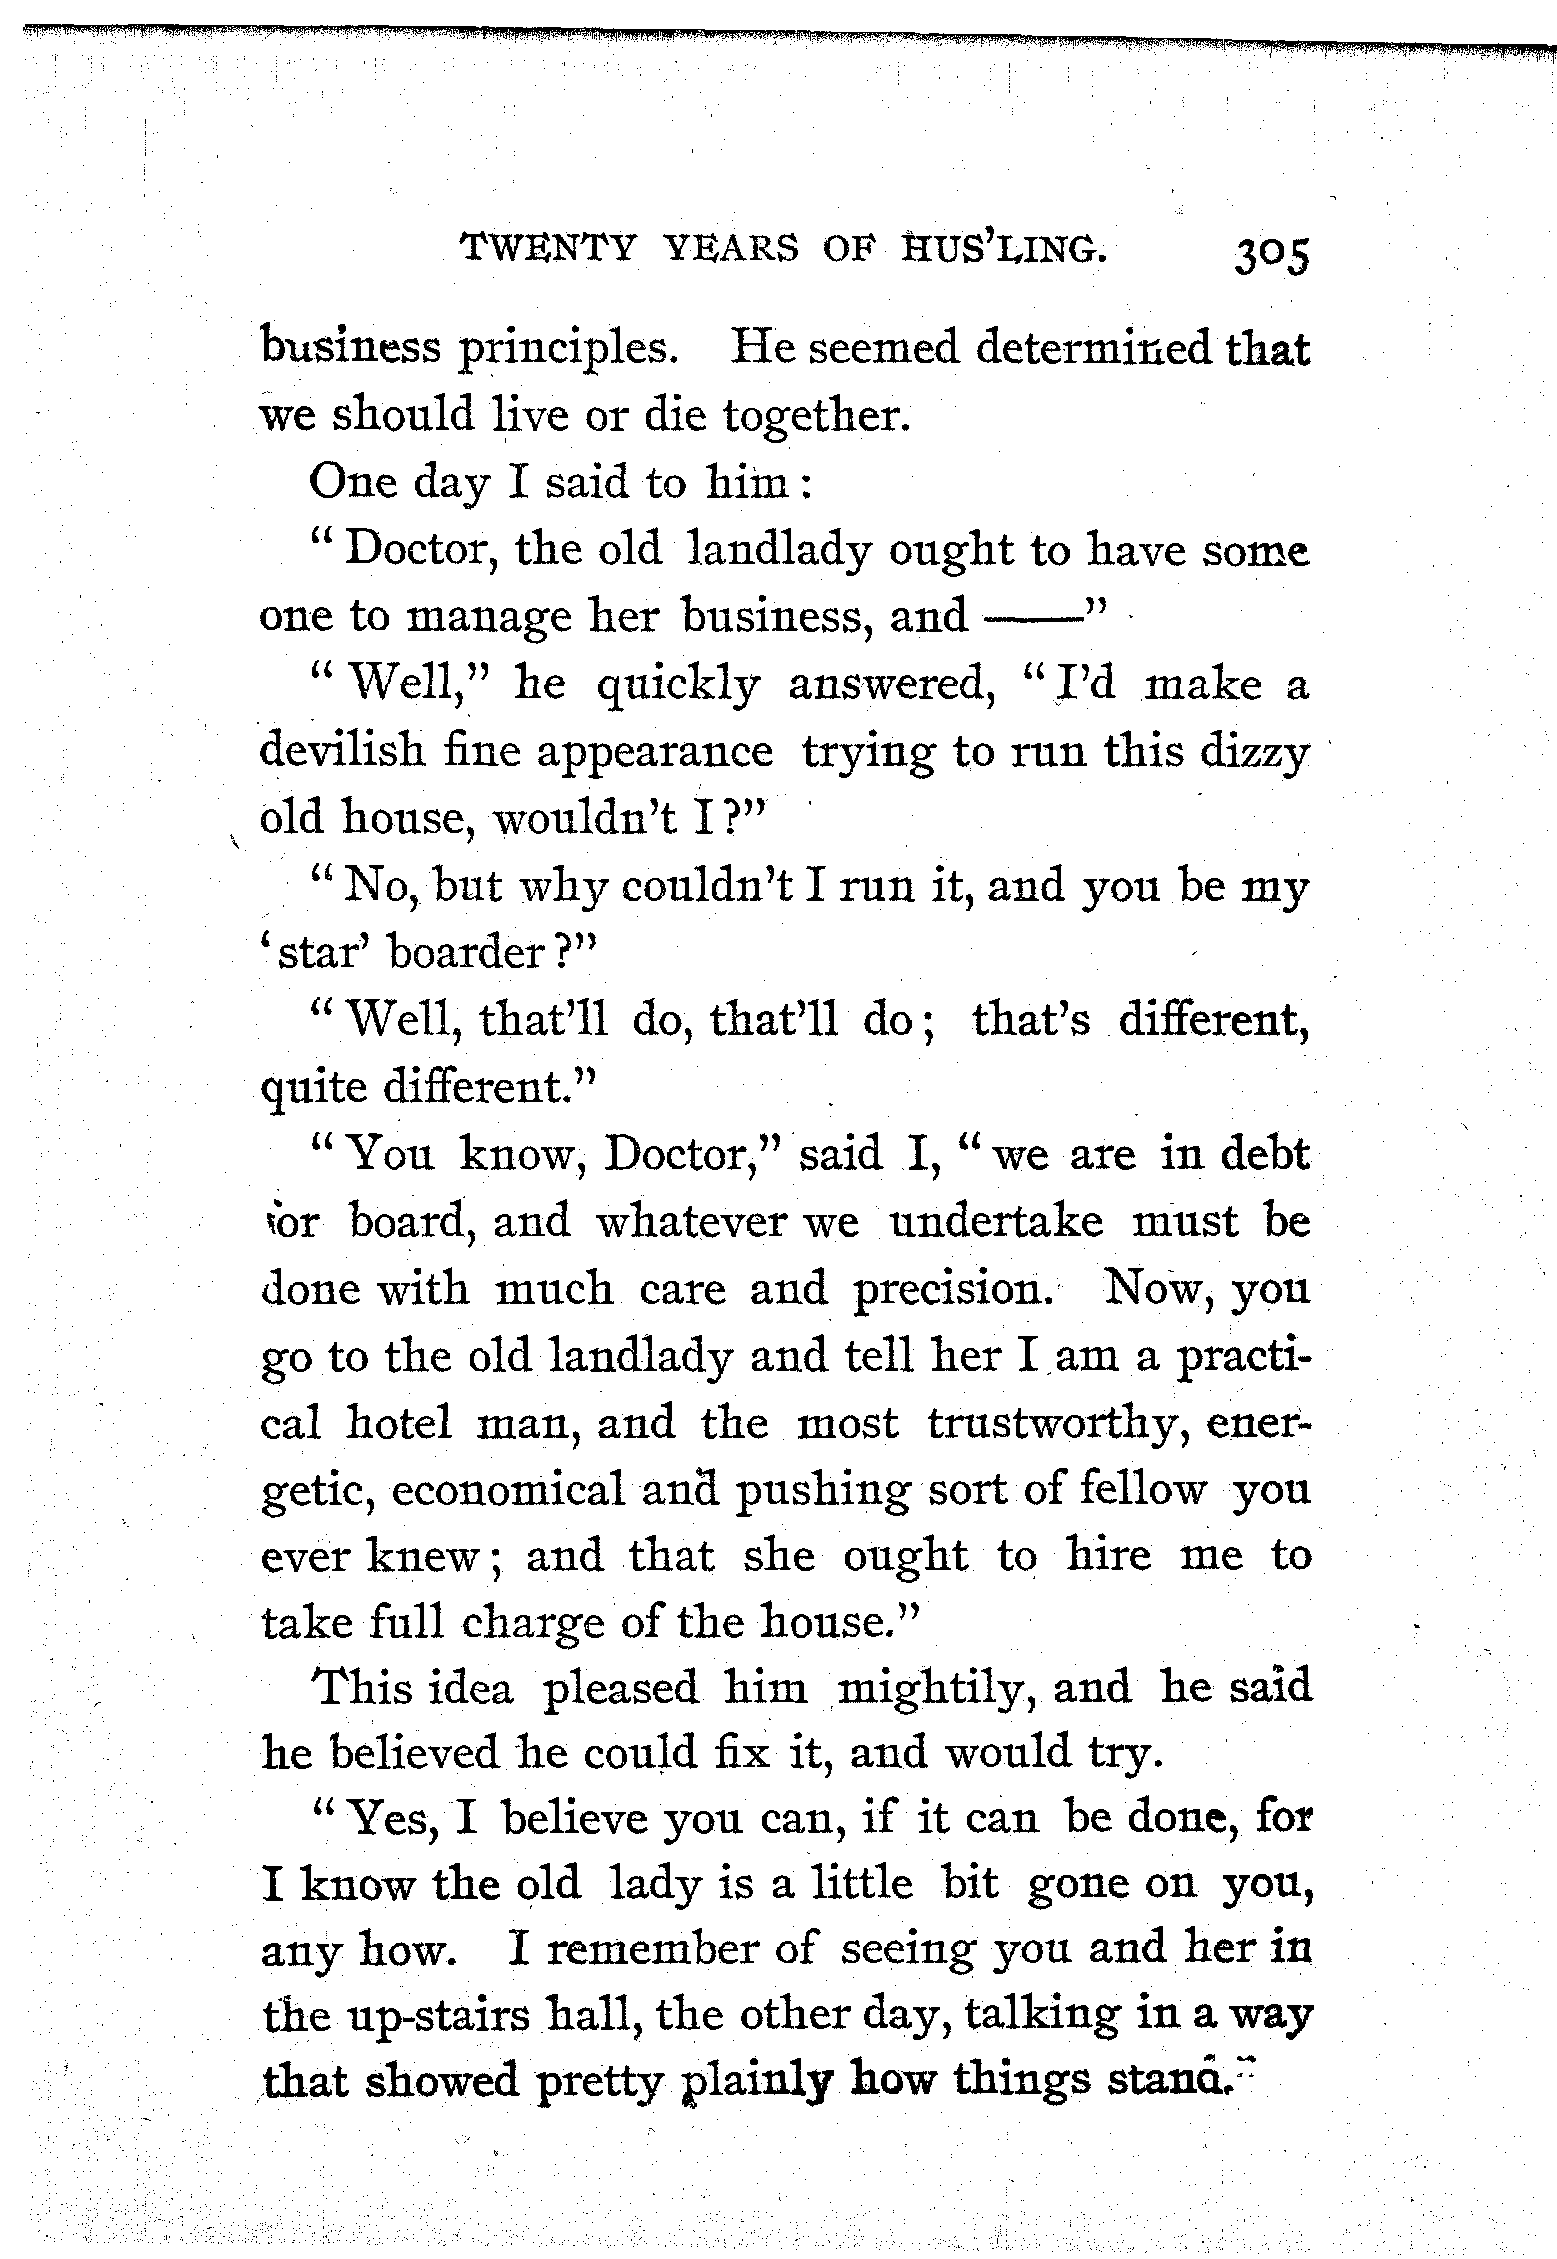 TWENTY YEARS OF HUS'LING. 305
business principles. He seemed determined that
we should live or die together.
One day I said to him:
"Doctor, the old landlady ought to have some
one to manage her business, and ——"
"Well," he quickly answered, "I'd make a
devilish fine appearance trying to run this dizzy
old house, wouldn't I?"
"No, but why couldn't I run it, and you be my
'star' boarder?"
"Well, that'll do, that'll do; that's different,
quite different."
"You know, Doctor," said I, "we are in debt
for board, and whatever we undertake must be
done with much care and precision. Now, you
go to the old landlady and tell her I am a practi-
cal hotel man, and the most trustworthy, ener-
getic, economical and pushing sort of fellow you
ever knew; and that she ought to hire me to
take full charge of the house."
This idea pleased him mightily, and he said
he believed he could fix it, and would try.
"Yes, I believe you can, if it can be done, for
I know the old lady is a little bit gone on you,
any how. I remember of seeing you and her in
the up-stairs hall, the other day, talking in a way
that showed pretty plainly how things stand."